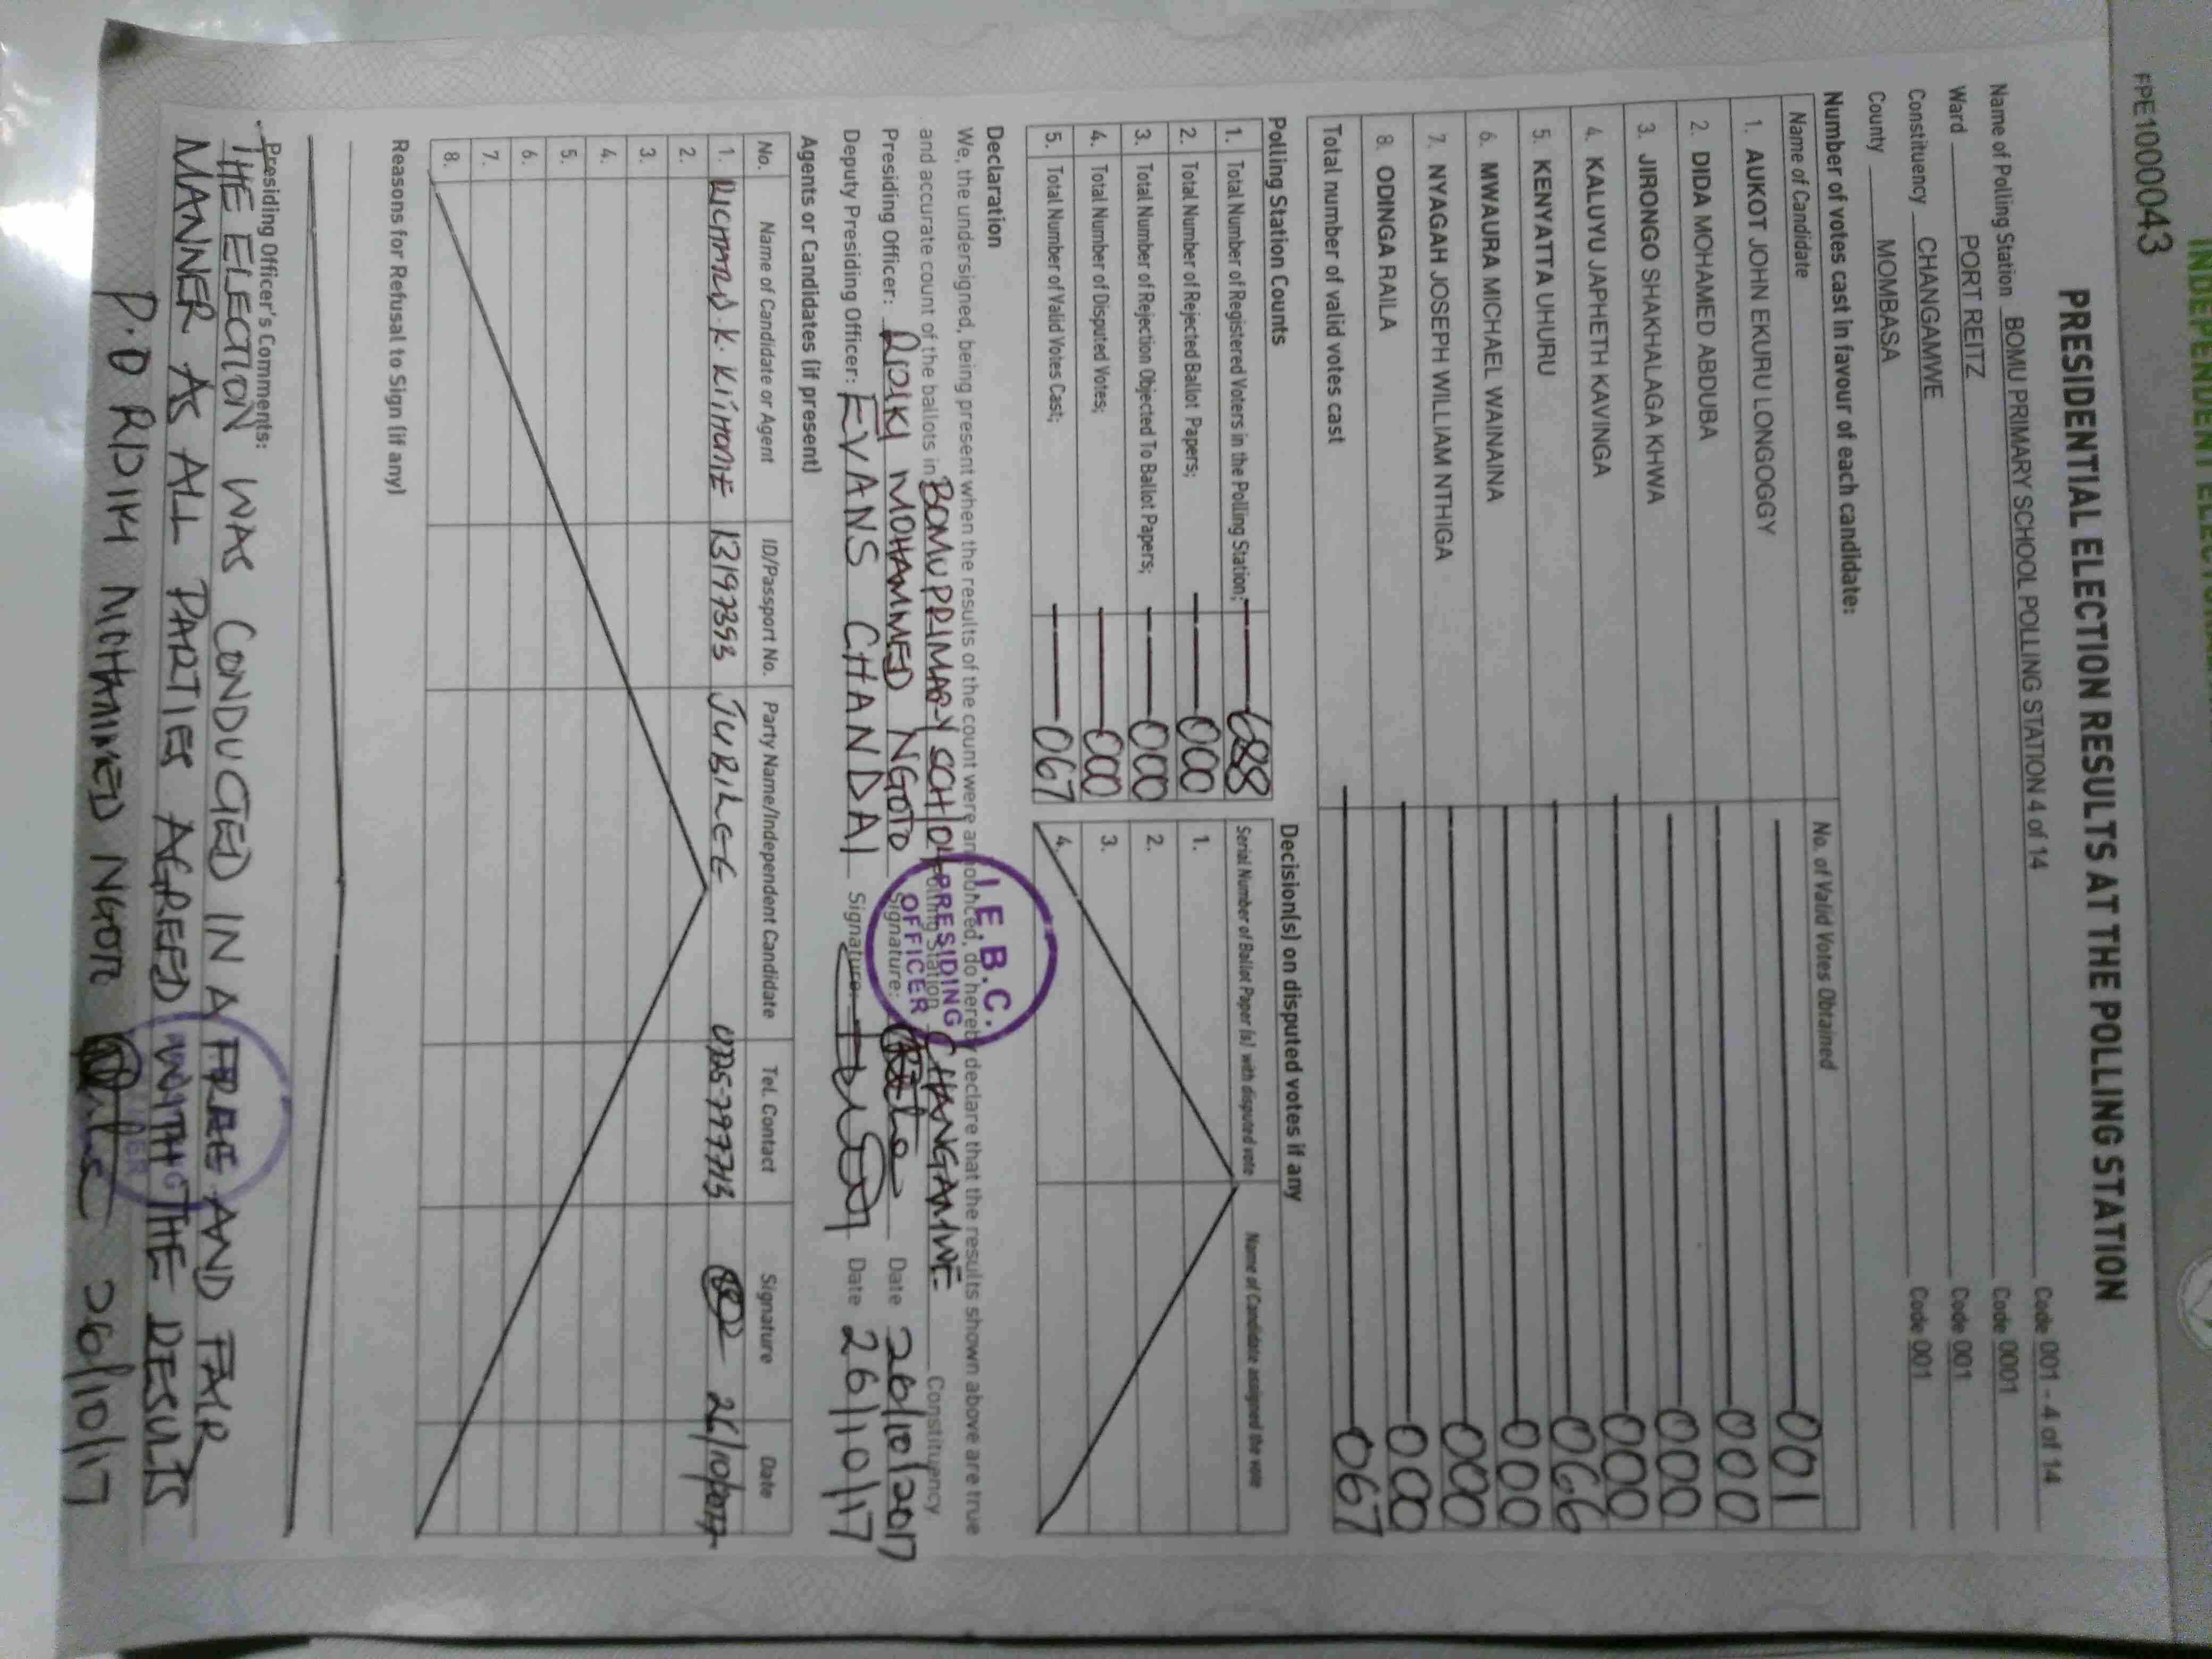 FPE1000043
PRESIDENTIAL ELECTION RESULTS AT THE POLLING STATION
Name of Polling Station BOMU PRIMARY SCHOOL POLLING STATION 4 of 14 Code 001 - 4 of 14
Code 0001
Ward PORT REITZ Code 001
Constituency CHANGAMWE Code 001
County MOMBASA
Number of votes cast in favour of each candidate:
Name of Candidate No. of Valid Votes Obtained
1. AUKOT JOHN EKURU LONGOGGY 001
2. DIDA MOHAMED ABDUBA 000
3. JIRONGO SHAKHALAGA KHWA 000
4. KALUYU JAPHETH KAVINGA 000
5. KENYATTA UHURU 066
6. MWAURA MICHAEL WAINAINA 000
7. NYAGAH JOSEPH WILLIAM NTHIGA 000
8. ODINGA RAILA 000
Total number of valid votes cast 067
Polling Station Counts
1. Total Number of Registered Voters in the Polling Station; 688
2. Total Number of Rejected Ballot Papers; 000
3. Total Number of Rejection Objected To Ballot Papers; 000
4. Total Number of Disputed Votes; 000
5. Total Number of Valid Votes Cast; 067
Decision(s) on disputed votes if any
Serial Number of Ballot Paper (s) with disputed vote Name of Candidate assigned the vote
1.
2.
3.
4.
Declaration
We, the undersigned, being present when the results of the count were announced, do hereby declare that the results shown above are true
and accurate count of the ballots in BOMU PRIMARY SCHOOL Polling Station CHANGAMWE Constituency
Presiding Officer: RIDIKI MOHAMMED NGOTO Signature: Date 26/10/2017
Deputy Presiding Officer: EVANS CHANDAI Signature: Date 26/10/17
I.E.B.C.
PRESIDING
OFFICER
Agents or Candidates (if present)
No. Name of Candidate or Agent ID/Passport No. Party Name/Independent Candidate Tel. Contact Signature Date
1. RICHARD K. 13197393 JUBILEE 0725797713 26/10/2017
2.
3.
4.
5.
6.
7.
8.
Reasons for Refusal to Sign (if any)
Presiding Officer's Comments:
THE ELECTION WAS CONDUCTED IN A FREE AND FAIR
MANNER AS ALL PARTIES AGREED WITH THE RESULTS
P.O MOHAMMED NGOTO 26/10/17